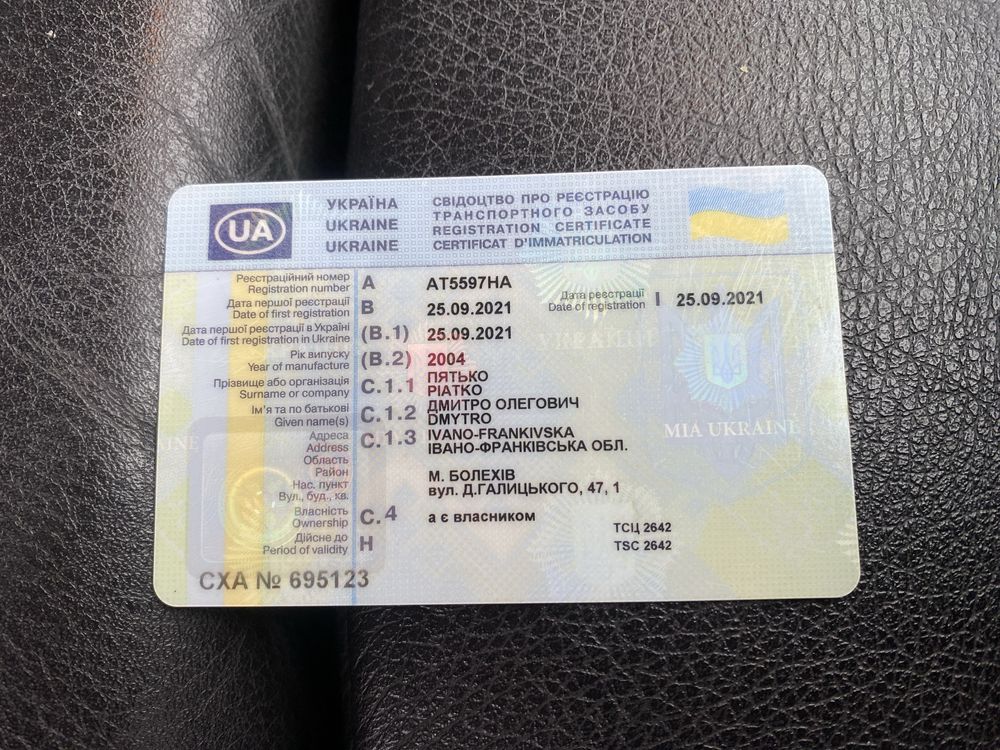 UA
УКРАЇНА
UKRAINE
UKRAINE
СВІДОЦТВО ПРО РЕЄСТРАЦІЮ
ТРАНСПОРТНОГО ЗАСОБУ
REGISTRATION CERTIFICATE
CERTIFICAT D'IMMATRICULATION
Реєстраційний номер
Registration number
A
AT5597HA
Дата першої реєстрації
Date of first registration
B
25.09.2021
Дата реєстрації
Date of registration
I
25.09.2021
Дата першої реєстрації в Україні
Date of first registration in Ukraine
(B.1)
25.09.2021
Рік випуску
Year of manufacture
(B.2)
2004
Прізвище або організація
Surname or company
C.1.1
ПЯТЬКО
PIATKO
Ім'я та по батькові
Given name(s)
C.1.2
ДМИТРО ОЛЕГОВИЧ
DMYTRO
Адреса
Address
Область
Район
Нас. пункт
Вул., буд., кв.
C.1.3
IVANO-FRANKIVSKA
ІВАНО-ФРАНКІВСЬКА ОБЛ.
М. БОЛЕХІВ
вул. Д.ГАЛИЦЬКОГО, 47, 1
MIA UKRAINE
Власність
Ownership
C.4
а є власником
Дійсне до
Period of validity
H
ТСЦ 2642
TSC 2642
СХА № 695123